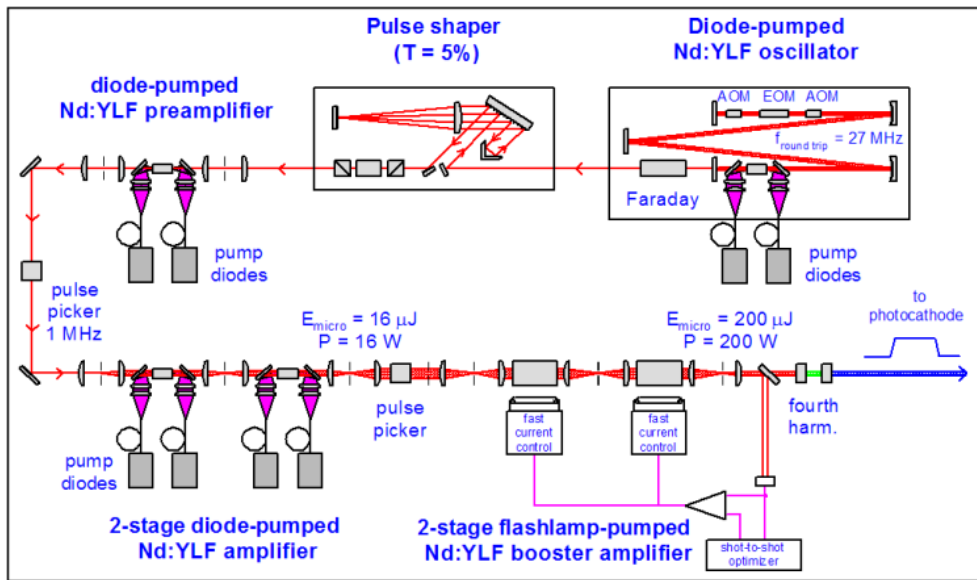 Pulse shaper
(T = 5%)
Diode-pumped
Nd:YLF oscillator
diode-pumped
Nd:YLF preamplifier
AOM EOM AOM
f round trip = 27 MHz
Faraday
pump
diodes
pump
diodes
pulse
picker
1 MHz
E micro = 16 µJ
P = 16 W
E micro = 200 µJ
P = 200 W
to
photocathode
pulse
picker
fast
current
control
fast
current
control
fourth
harm.
pump
diodes
2-stage diode-pumped
Nd:YLF amplifier
2-stage flashlamp-pumped
Nd:YLF booster amplifier
shot-to-shot
optimizer